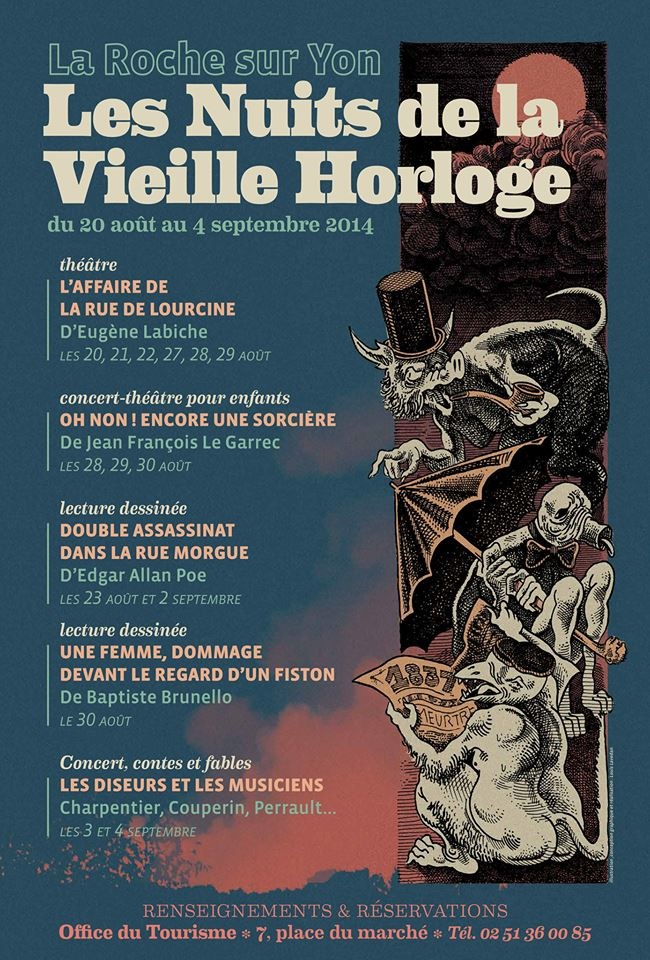 La Roche sur Yon
Les Nuits de la
Vieille Horloge
du 20 août au 4 septembre 2014
théâtre
L'AFFAIRE DE
LA RUE DE LOURCINE
D'Eugène Labiche
LES 20, 21, 22, 27, 28, 29 AOÛT
concert-théâtre pour enfants
OH NON ! ENCORE UNE SORCIÈRE
De Jean François Le Garrec
LES 28, 29, 30 AOÛT
lecture dessinée
DOUBLE ASSASSINAT
DANS LA RUE MORGUE
D'Edgar Allan Poe
LES 23 AOÛT ET 2 SEPTEMBRE
lecture dessinée
UNE FEMME, DOMMAGE
DEVANT LE REGARD D'UN FISTON
De Baptiste Brunello
LE 30 AOÛT
Concert, contes et fables
LES DISEURS ET LES MUSICIENS
Charpentier, Couperin, Perrault...
LES 3 ET 4 SEPTEMBRE
1837
MEURTR
RENSEIGNEMENTS & RÉSERVATIONS
Office du Tourisme * 7, place du marché * Tél. 02 51 36 00 85